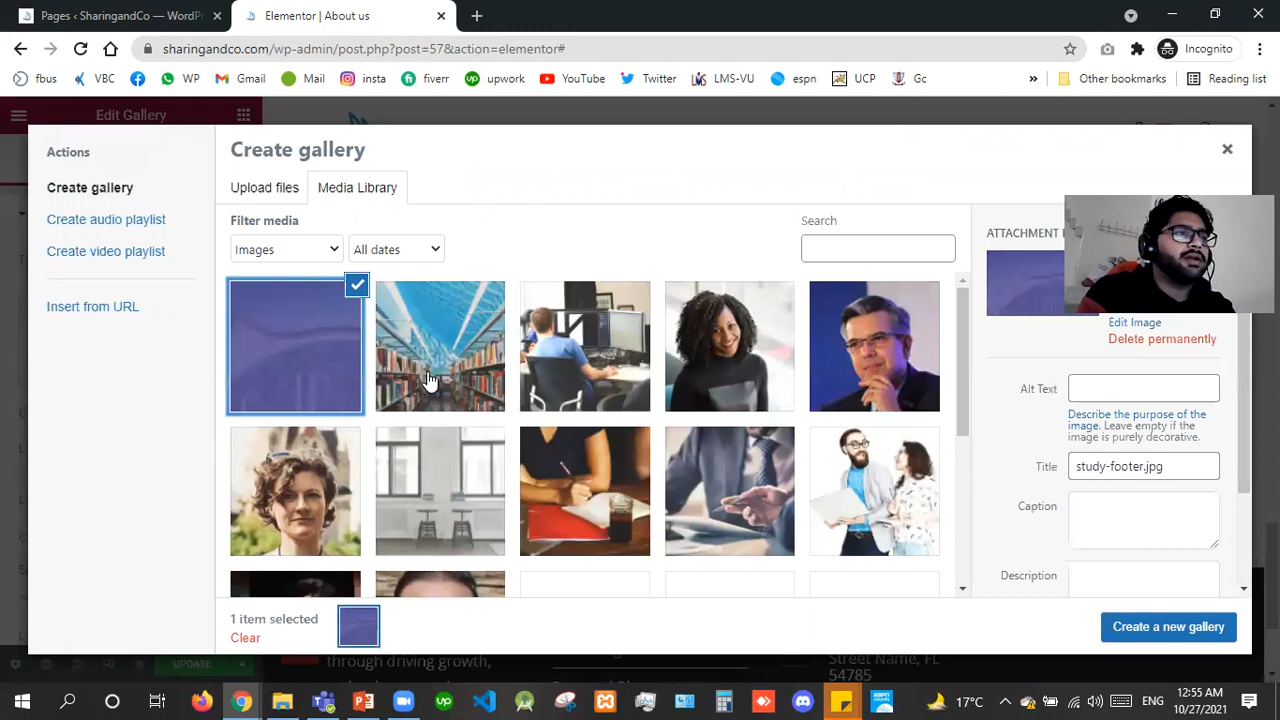 Pages ‹ SharingandCo — WordPr
Elementor | About us
sharingandco.com/wp-admin/post.php?post=57&action=elementor#
Incognito
fbus
VBC
WP
Gmail
Mail
insta
fiverr
upwork
YouTube
Twitter
LMS-VU
espn
UCP
Gc
»
Other bookmarks
Reading list
Edit Gallery
Actions
Create gallery
Create audio playlist
Create video playlist
Insert from URL
Create gallery
Upload files
Media Library
Filter media
Images
All dates
Search
ATTACHMENT
Edit Image
Delete permanently
Alt Text
Describe the purpose of the
image. Leave empty if the
image is purely decorative.
Title
study-footer.jpg
Caption
Description
1 item selected
Clear
Create a new gallery
UPDATE
through driving growth,
Street Name, FL
54785
17°C
ENG
12:55 AM
10/27/2021